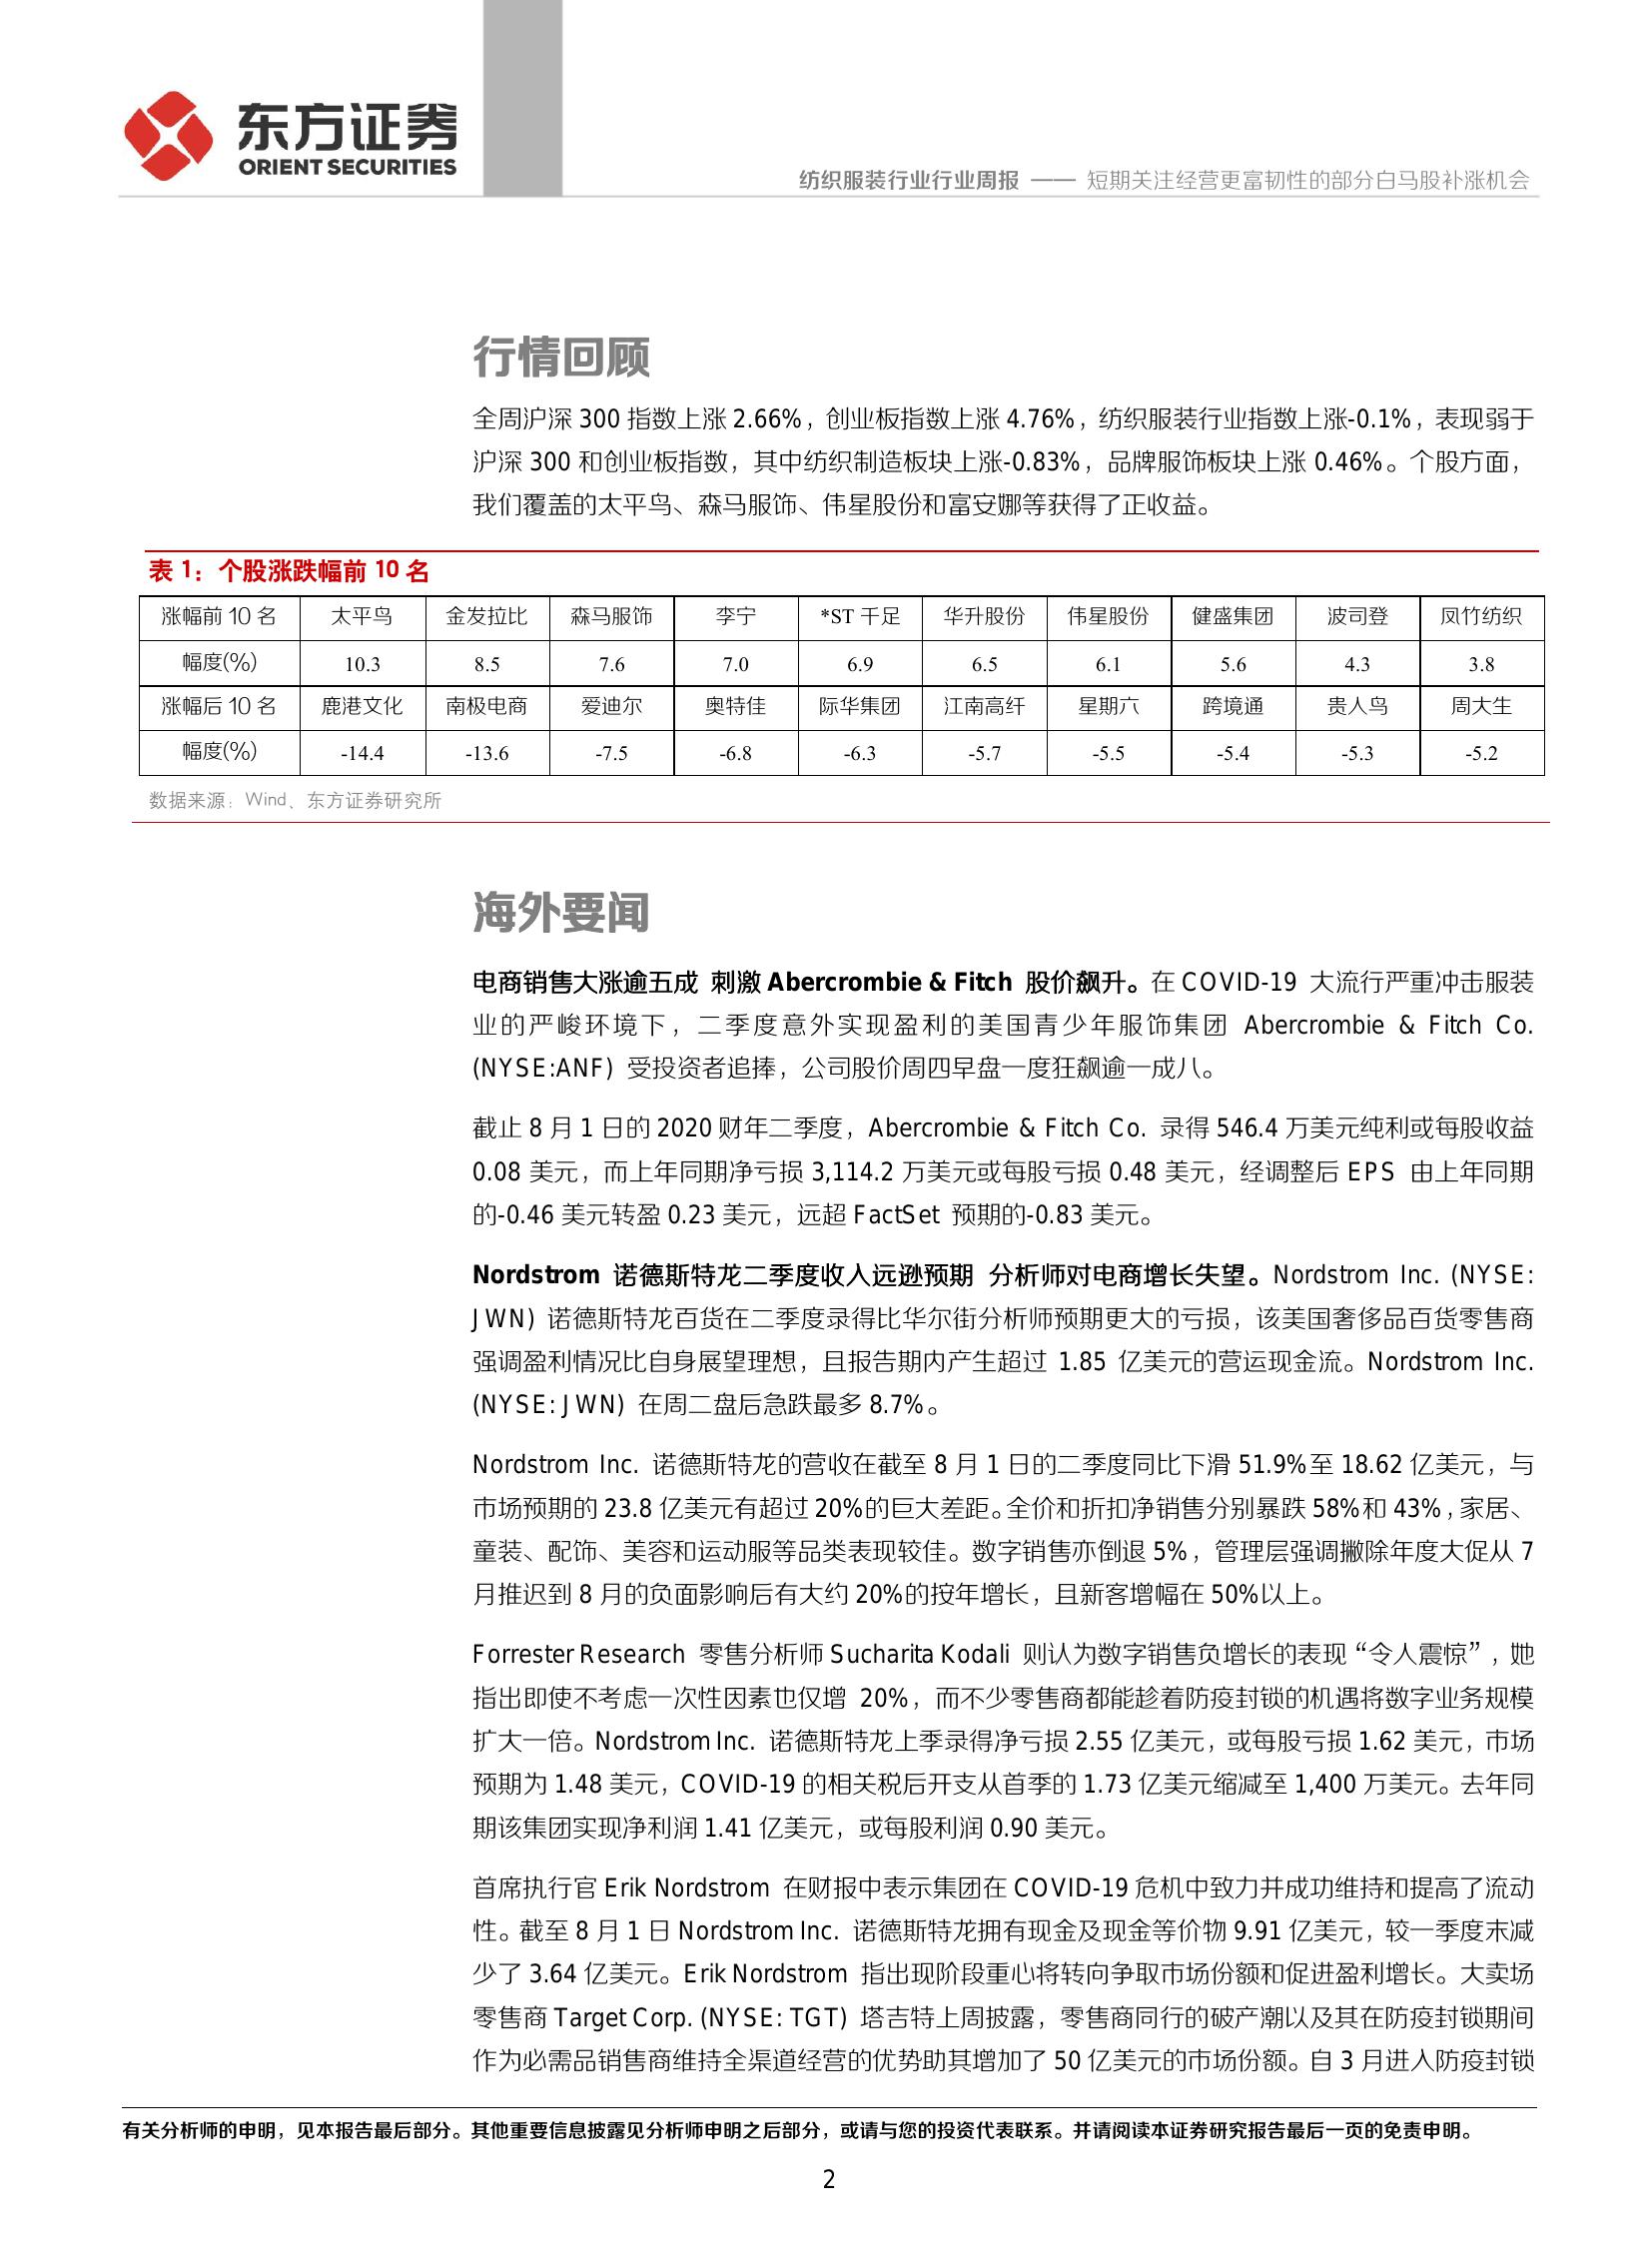 东方证券
ORIENT SECURITIES
纺织服装行业行业周报 —— 短期关注经营更富韧性的部分白马股补涨机会
行情回顾
全周沪深 300 指数上涨 2.66%，创业板指数上涨 4.76%，纺织服装行业指数上涨-0.1%，表现弱于
沪深 300 和创业板指数，其中纺织制造板块上涨-0.83%，品牌服饰板块上涨 0.46%。个股方面，
我们覆盖的太平鸟、森马服饰、伟星股份和富安娜等获得了正收益。
表 1：个股涨跌幅前 10 名
涨幅前 10 名 太平鸟 金发拉比 森马服饰 李宁 *ST 干足 华升股份 伟星股份 健盛集团 波司登 凤竹纺织
幅度(%) 10.3 8.5 7.6 7.0 6.9 6.5 6.1 5.6 4.3 3.8
涨幅后 10 名 鹿港文化 南极电商 爱迪尔 奥特佳 际华集团 江南高纤 星期六 跨境通 贵人鸟 周大生
幅度(%) -14.4 -13.6 -7.5 -6.8 -6.3 -5.7 -5.5 -5.4 -5.3 -5.2
数据来源：Wind、东方证券研究所
海外要闻
电商销售大涨逾五成 刺激 Abercrombie & Fitch 股价飙升。在 COVID-19 大流行严重冲击服装
业的严峻环境下，二季度意外实现盈利的美国青少年服饰集团 Abercrombie & Fitch Co.
(NYSE:ANF) 受投资者追捧，公司股价周四早盘一度狂飙逾一成八。
截止 8 月 1 日的 2020 财年二季度，Abercrombie & Fitch Co. 录得 546.4 万美元纯利或每股收益
0.08 美元，而上年同期净亏损 3,114.2 万美元或每股亏损 0.48 美元，经调整后 EPS 由上年同期
的-0.46 美元转盈 0.23 美元，远超 FactSet 预期的-0.83 美元。
Nordstrom 诺德斯特龙二季度收入远逊预期 分析师对电商增长失望。Nordstrom Inc. (NYSE:
JWN) 诺德斯特龙百货在二季度录得比华尔街分析师预期更大的亏损，该美国奢侈品百货零售商
强调盈利情况比自身展望理想，且报告期内产生超过 1.85 亿美元的营运现金流。Nordstrom Inc.
(NYSE: JWN) 在周二盘后急跌最多 8.7%。
Nordstrom Inc. 诺德斯特龙的营收在截至 8 月 1 日的二季度同比下滑 51.9%至 18.62 亿美元，与
市场预期的 23.8 亿美元有超过 20%的巨大差距。全价和折扣净销售分别暴跌 58%和 43%，家居、
童装、配饰、美容和运动服等品类表现较佳。数字销售亦倒退 5%，管理层强调撇除年度大促从 7
月推迟到 8 月的负面影响后有大约 20%的按年增长，且新客增幅在 50%以上。
Forrester Research 零售分析师 Sucharita Kodali 则认为数字销售负增长的表现“令人震惊”，她
指出即使不考虑一次性因素也仅增 20%，而不少零售商都能趁着防疫封锁的机遇将数字业务规模
扩大一倍。Nordstrom Inc. 诺德斯特龙上季录得净亏损 2.55 亿美元，或每股亏损 1.62 美元，市场
预期为 1.48 美元，COVID-19 的相关税后开支从首季的 1.73 亿美元缩减至 1,400 万美元。去年同
期该集团实现净利润 1.41 亿美元，或每股利润 0.90 美元。
首席执行官 Erik Nordstrom 在财报中表示集团在 COVID-19 危机中致力并成功维持和提高了流动
性。截至 8 月 1 日 Nordstrom Inc. 诺德斯特龙拥有现金及现金等价物 9.91 亿美元，较一季度末减
少了 3.64 亿美元。Erik Nordstrom 指出现阶段重心将转向争取市场份额和促进盈利增长。大卖场
零售商 Target Corp. (NYSE: TGT) 塔吉特上周披露，零售商同行的破产潮以及其在防疫封锁期间
作为必需品销售商维持全渠道经营的优势助其增加了 50 亿美元的市场份额。自 3 月进入防疫封锁
有关分析师的申明，见本报告最后部分。其他重要信息披露见分析师申明之后部分，或请与您的投资代表联系。并请阅读本证券研究报告最后一页的免责申明。
2